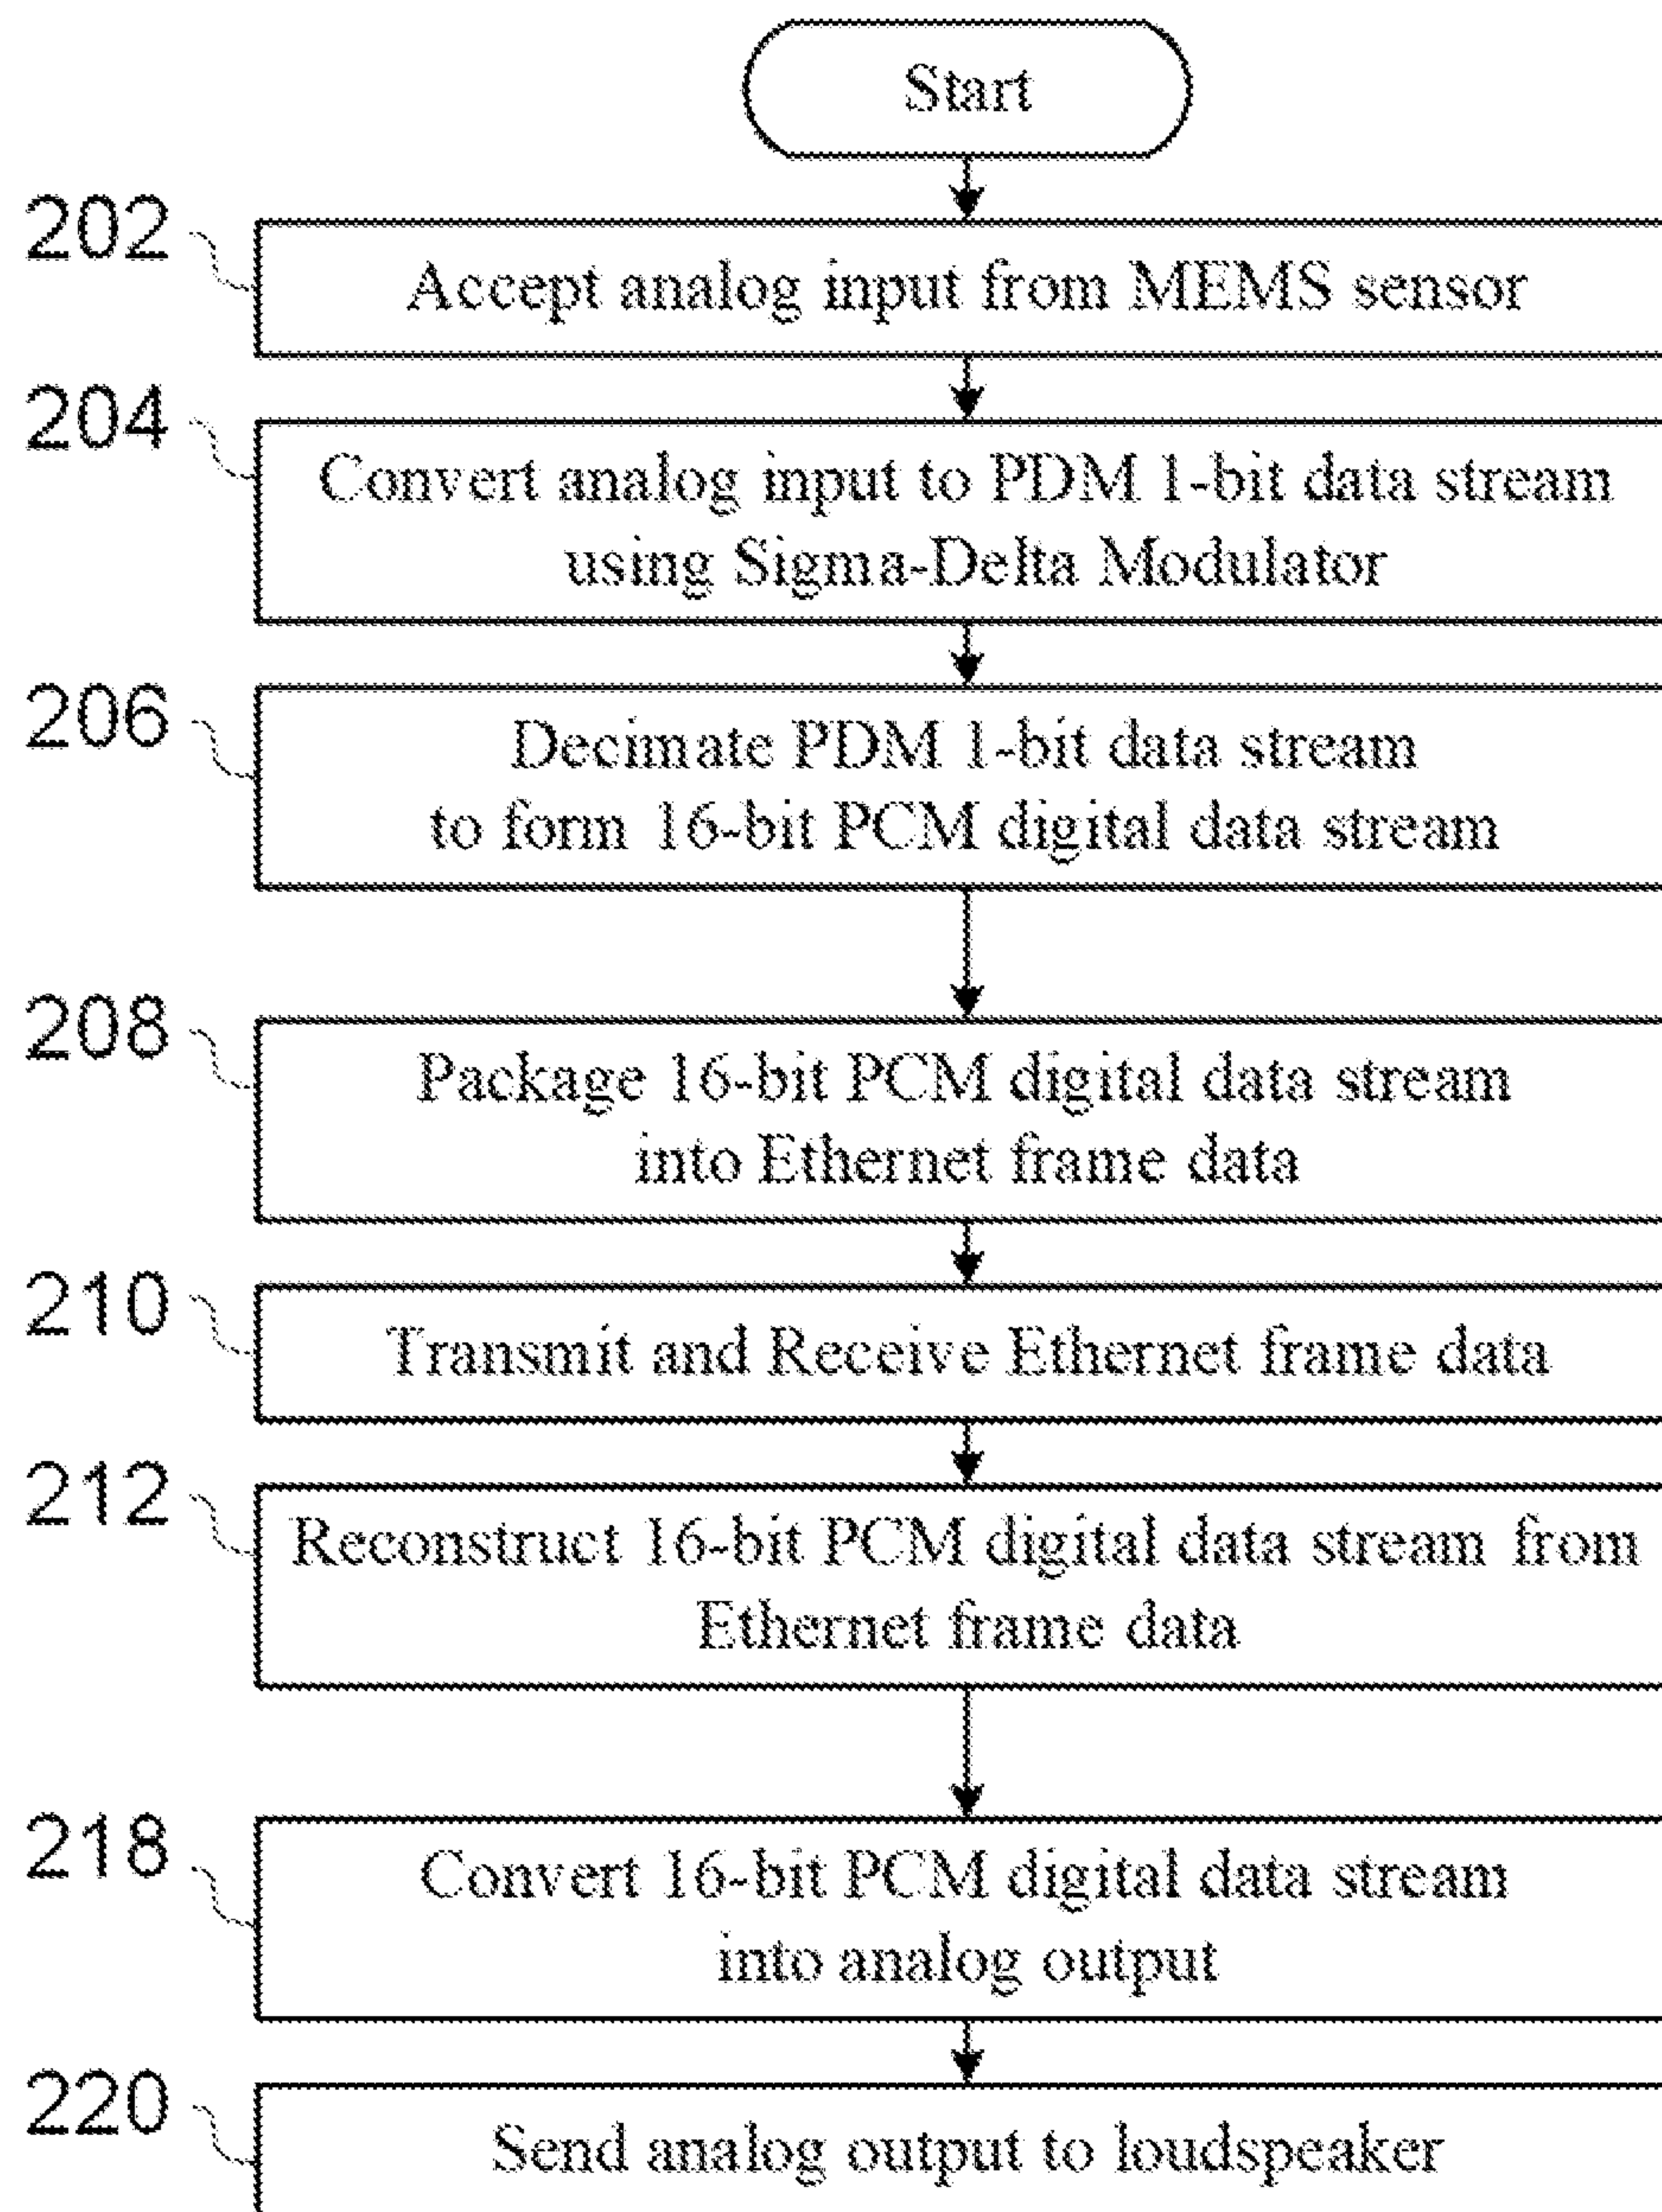 Start
202
Accept analog input from MEMS sensor
204
Convert analog input to PDM 1-bit data stream
using Sigma-Delta Modulator
206
Decimate PDM 1-bit data stream
to form 16-bit PCM digital data stream
208
Package 16-bit PCM digital data stream
into Ethernet frame data
210
Transmit and Receive Ethernet frame data
212
Reconstruct 16-bit PCM digital data stream from
Ethernet frame data
218
Convert 16-bit PCM digital data stream
into analog output
220
Send analog output to loudspeaker